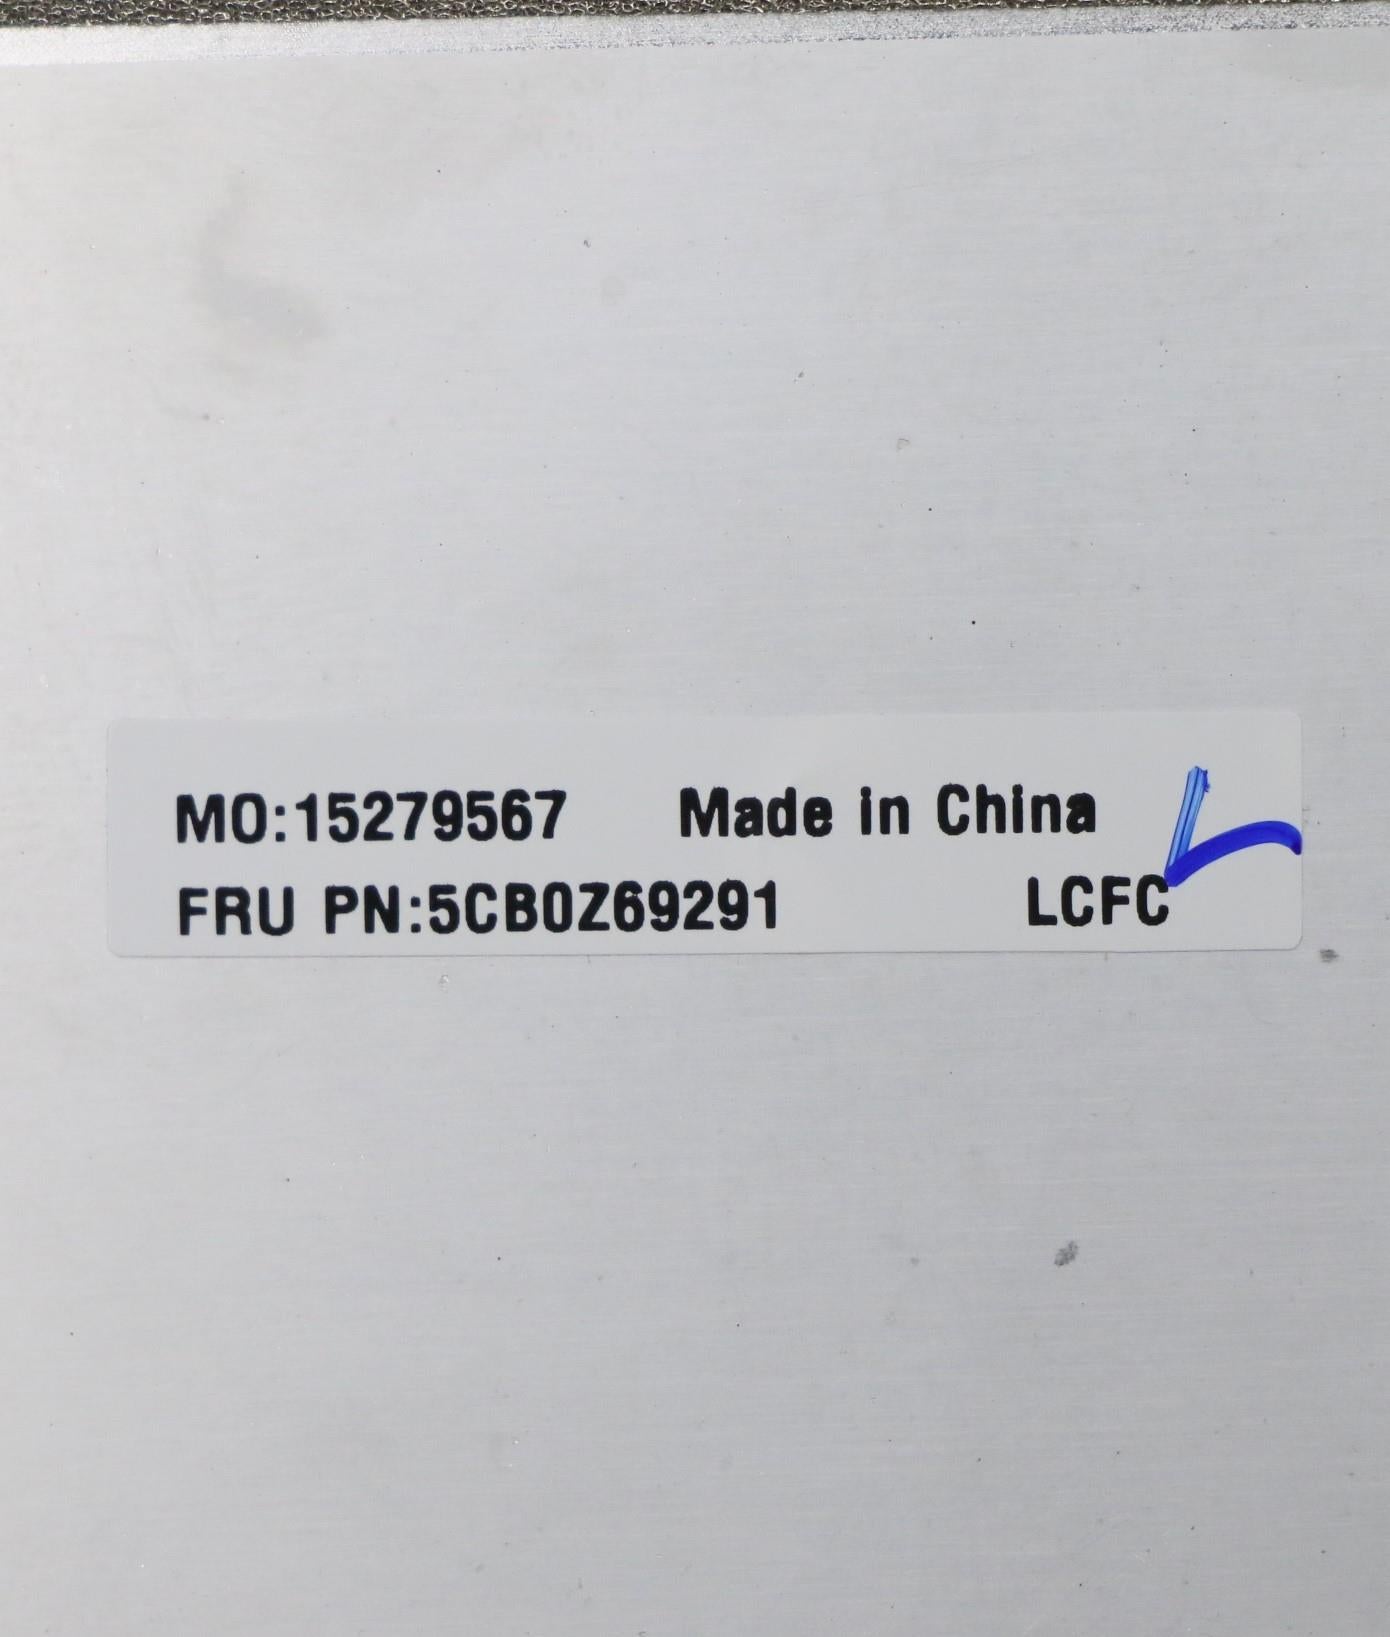 MO:15279567 Made in China
FRU PN:5CB0Z69291 LCFC